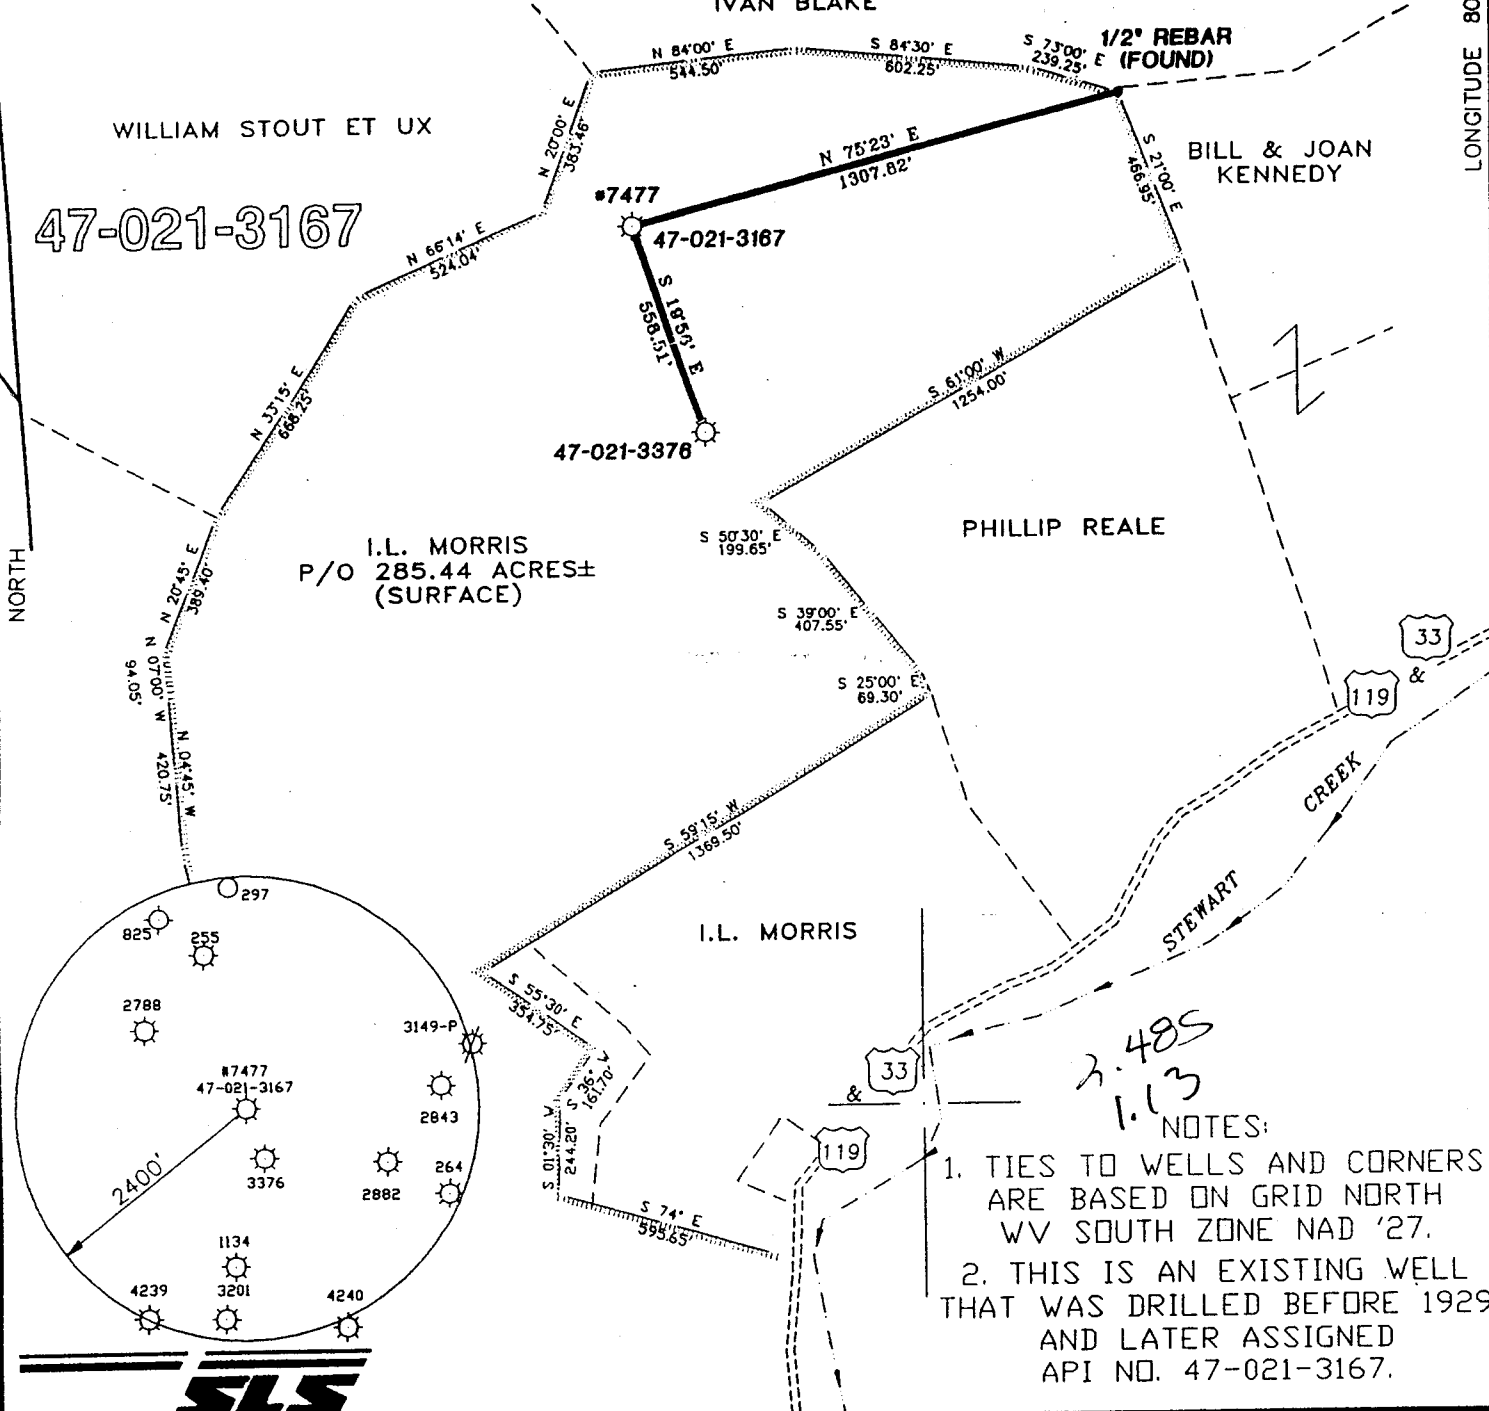 IVAN BLAKE
LONGITUDE 80
N 84°00' E
544.50'
S 84°30' E
602.25'
S 73°00' E
239.25'
1/2" REBAR
(FOUND)
WILLIAM STOUT ET UX
N 20°00' E
383.46'
N 75°23' E
1307.82'
S 21°00' E
466.95'
BILL & JOAN
KENNEDY
47-021-3167
#7477
47-021-3167
N 66°14' E
524.04'
S 19°56' E
558.51'
N 33°15' E
668.25'
S 61°00' W
1254.00'
47-021-3376
NORTH
I.L. MORRIS
P/O 285.44 ACRES±
(SURFACE)
S 50°30' E
199.65'
PHILLIP REALE
N 20°45' E
389.40'
S 39°00' E
407.55'
N 07°00' W
94.05'
S 25°00' E
69.30'
33
&
119
N 04°45' W
420.75'
S 59°15' W
1369.50'
CREEK
STEWART
I.L. MORRIS
297
825
255
2788
3149-P
#7477
47-021-3167
2843
3376
2882
264
2400'
1134
4239
3201
4240
S 55°30' E
354.75'
S 36° W
161.70'
S 01°30' W
244.20'
S 74° E
595.65'
33
&
119
2.485
1.13
NOTES:
1. TIES TO WELLS AND CORNERS
ARE BASED ON GRID NORTH
WV SOUTH ZONE NAD '27.
2. THIS IS AN EXISTING WELL
THAT WAS DRILLED BEFORE 1929
AND LATER ASSIGNED
API NO. 47-021-3167.
SLS